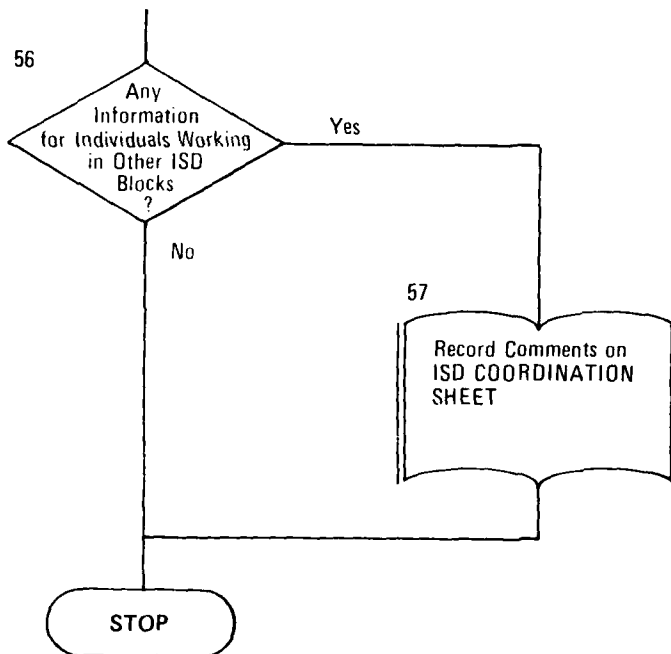 56
Any
Information
for Individuals Working
in Other ISD
Blocks
?
Yes
No
57
Record Comments on
ISD COORDINATION
SHEET
STOP